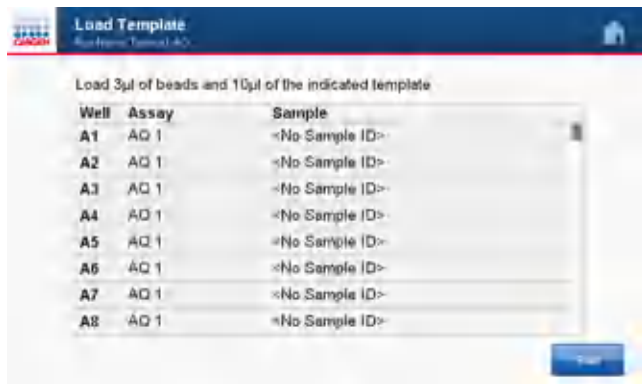 QIAGEN
Load Template
Load 3µl of beads and 10µl of the indicated template
Well Assay Sample
A1 AQ 1 <No Sample ID>
A2 AQ 1 <No Sample ID>
A3 AQ 1 <No Sample ID>
A4 AQ 1 <No Sample ID>
A5 AQ 1 <No Sample ID>
A6 AQ 1 <No Sample ID>
A7 AQ 1 <No Sample ID>
A8 AQ 1 <No Sample ID>